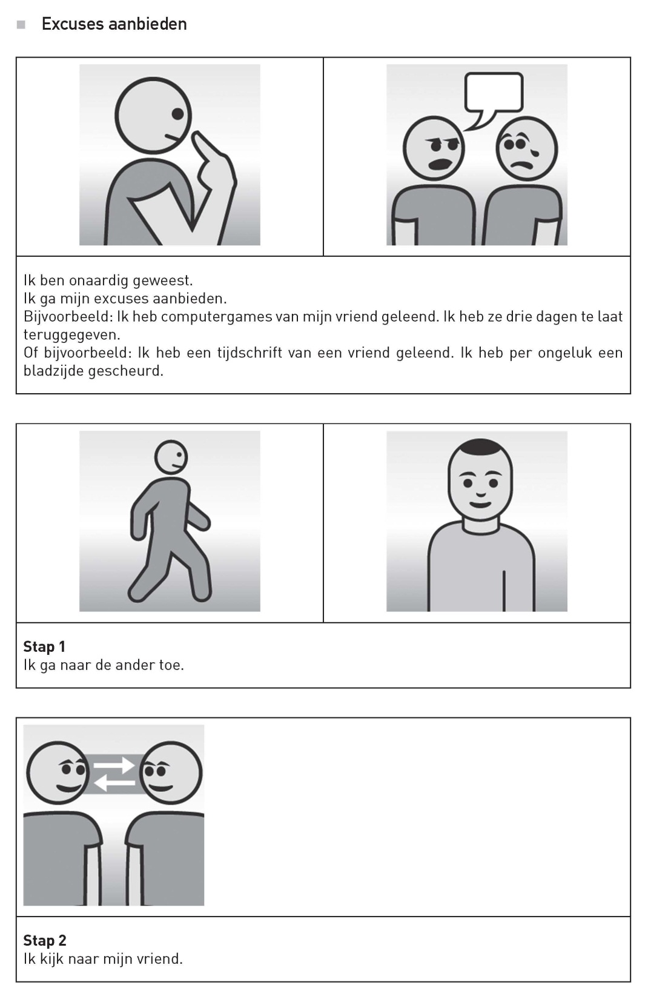 Excuses aanbieden
Ik ben onaardig geweest.
Ik ga mijn excuses aanbieden.
Bijvoorbeeld: Ik heb computergames van mijn vriend geleend. Ik heb ze drie dagen te laat
teruggegeven.
Of bijvoorbeeld: Ik heb een tijdschrift van een vriend geleend. Ik heb per ongeluk een
bladzijde gescheurd.
Stap 1
Ik ga naar de ander toe.
Stap 2
Ik kijk naar mijn vriend.